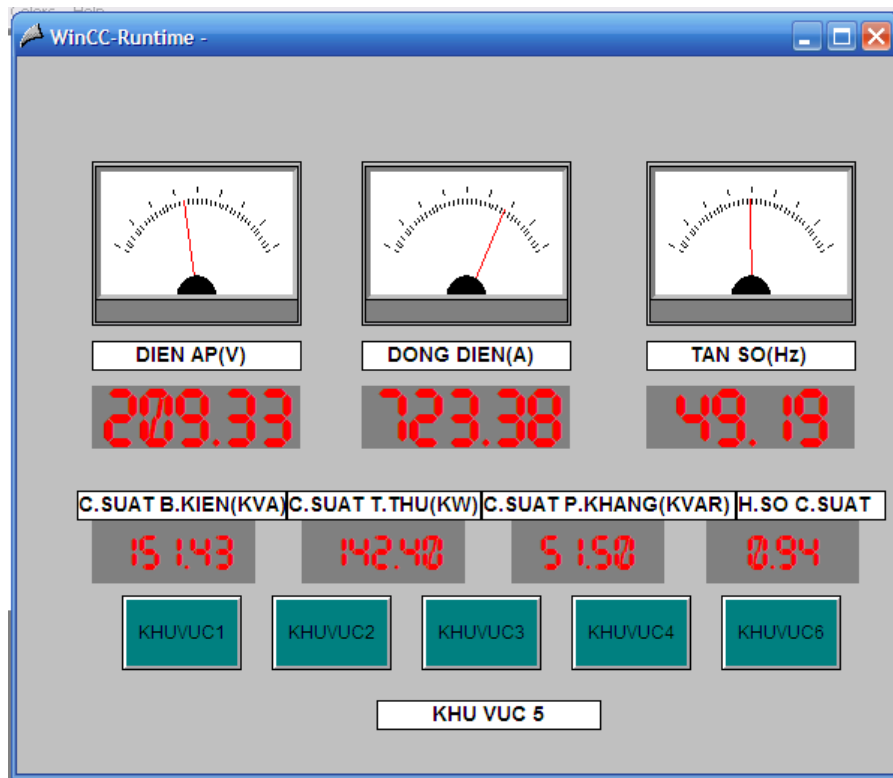 Colors Help
WinCC-Runtime -
DIEN AP(V) DONG DIEN(A) TAN SO(Hz)
209.33 723.38 49.19
C.SUAT B.KIEN(KVA) C.SUAT T.THU(KW) C.SUAT P.KHANG(KVAR) H.SO C.SUAT
151.43 142.40 51.50 0.94
KHUVUC1 KHUVUC2 KHUVUC3 KHUVUC4 KHUVUC6
KHU VUC 5